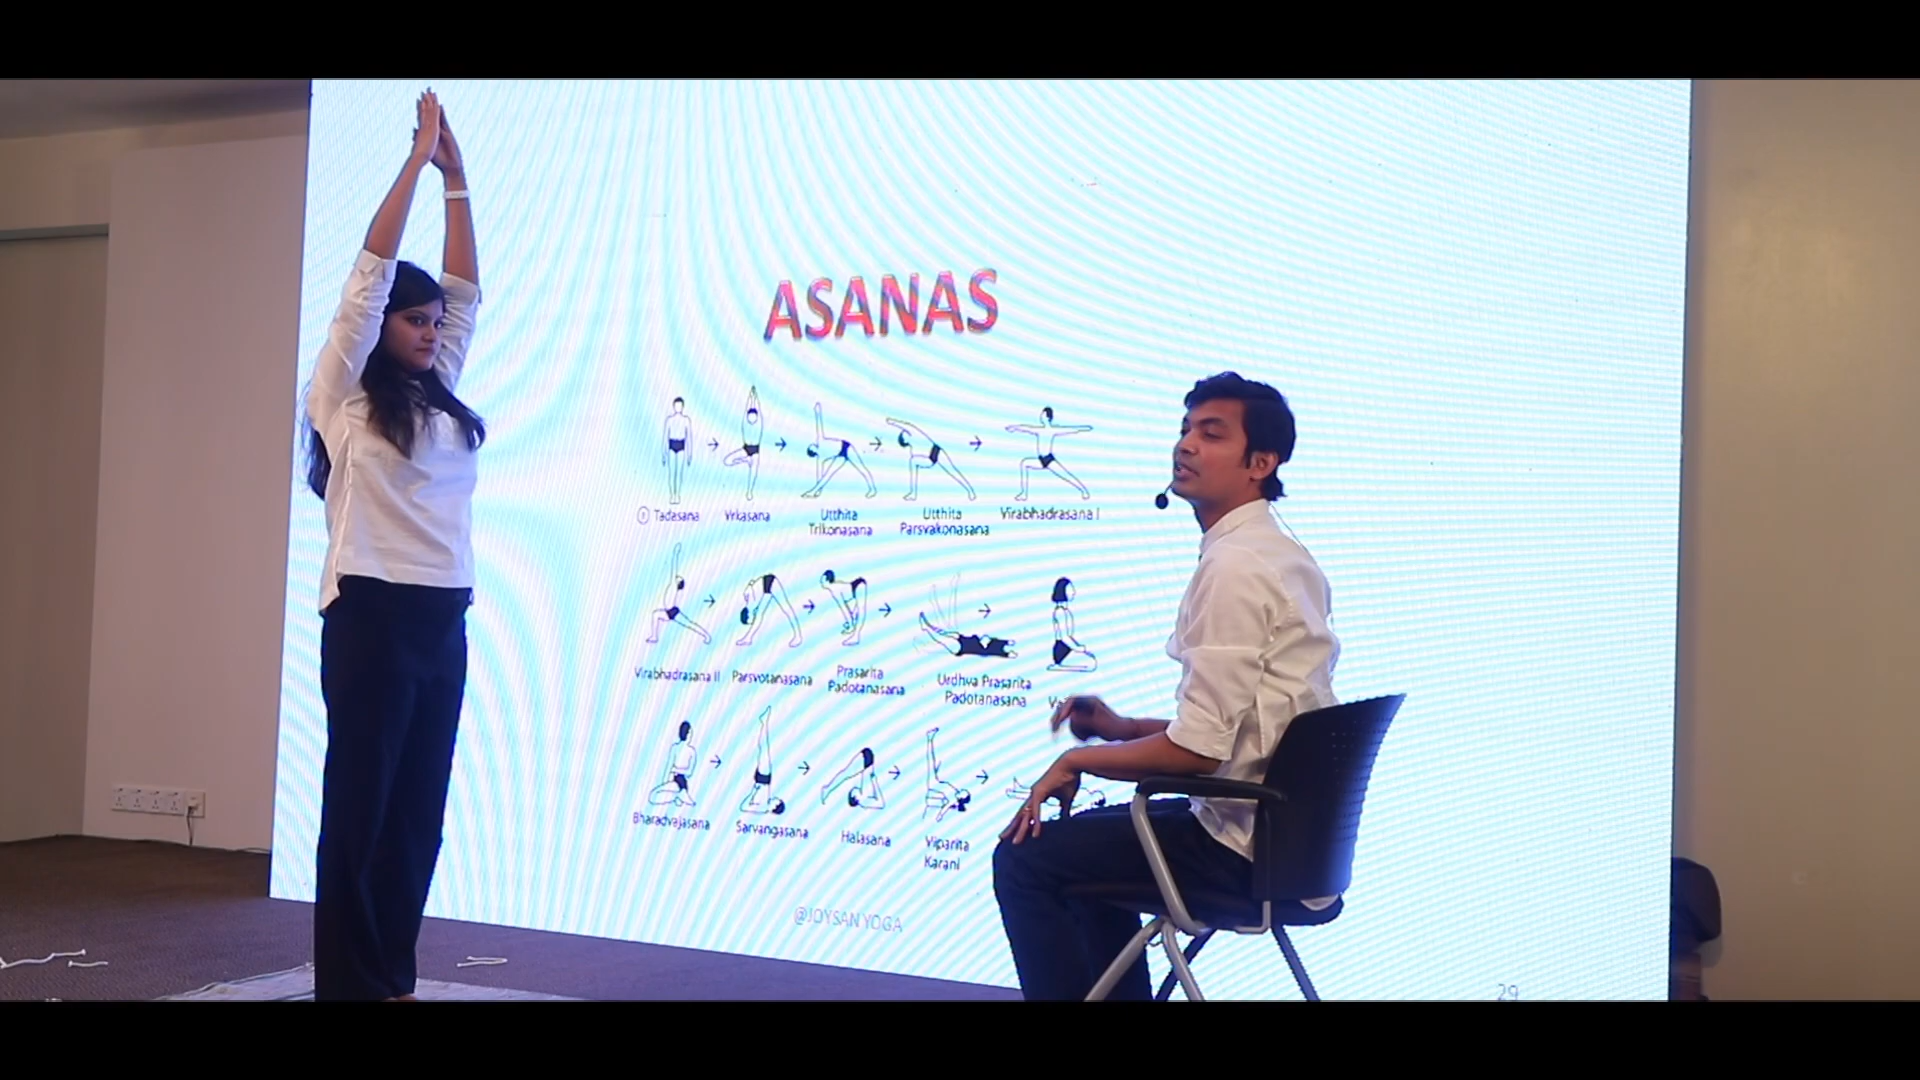 ASANAS
① Tadasana
Vrkasana
Utthita
Trikonasana
Utthita
Parsvakonasana
Virabhadrasana I
Virabhadrasana II
Parsvotanasana
Prasarita
Padotanasana
Urdhva Prasarita
Padotanasana
Bharadvajasana
Sarvangasana
Halasana
Viparita
Karani
@JOYSAN YOGA
29